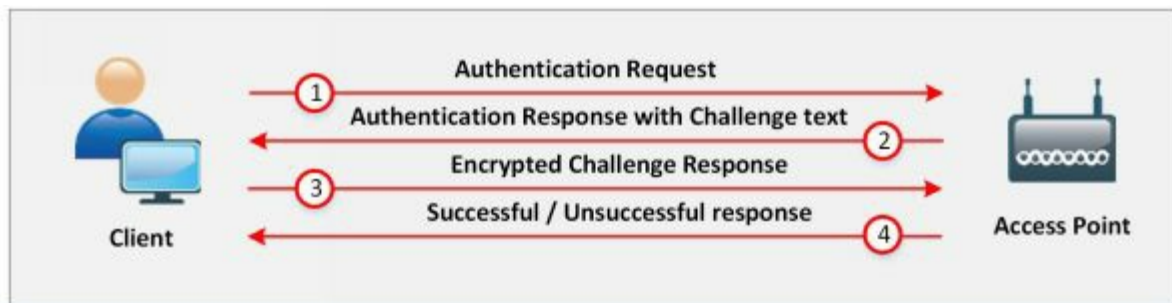 Authentication Request
1
Authentication Response with Challenge text
2
Encrypted Challenge Response
3
Successful / Unsuccessful response
4
Client
Access Point